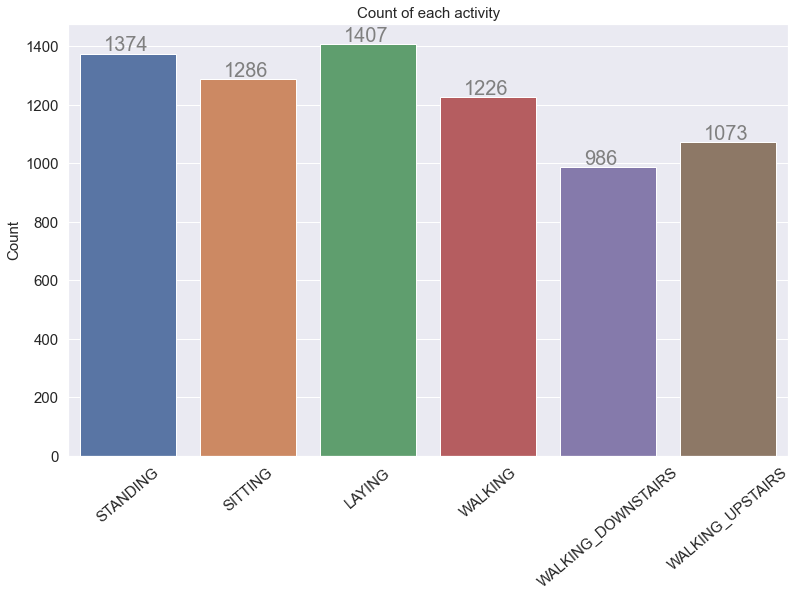 Count of each activity
Count
1400
1200
1000
800
600
400
200
0
1374
1286
1407
1226
986
1073
STANDING
SITTING
LAYING
WALKING
WALKING_DOWNSTAIRS
WALKING_UPSTAIRS